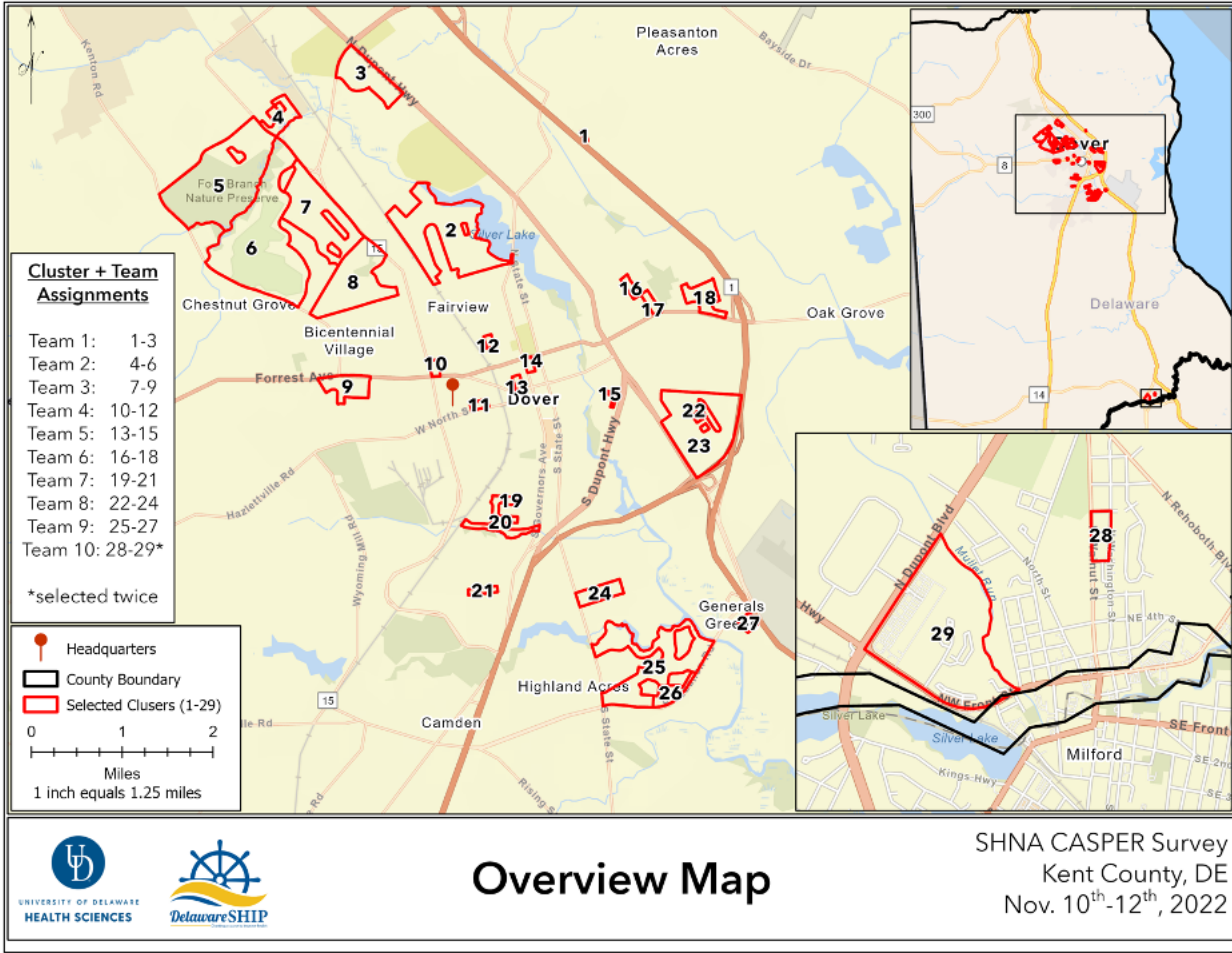 Pleasanton
Acres
Bayside Dr
Kenton Rd
N Dupont Hwy
3
4
1
5
Nature Preserve
7
6
2
Silver Lake
N State St
15
8
Chestnut Grove
Fairview
Bicentennial
Village
16
17
18
1
Oak Grove
12
10
14
Forrest Ave
9
13
Dover
11
W North St
15
22
23
Hazlettville Rd
S Governors Ave
S State St
S Dupont Hwy
19
20
Wyoming Mill Rd
21
24
Generals
27
25
26
Highland Acres
S State St
Camden
15
Cluster + Team
Assignments
Team 1: 1-3
Team 2: 4-6
Team 3: 7-9
Team 4: 10-12
Team 5: 13-15
Team 6: 16-18
Team 7: 19-21
Team 8: 22-24
Team 9: 25-27
Team 10: 28-29*
*selected twice
Headquarters
County Boundary
Selected Clusers (1-29)
0 1 2
Miles
1 inch equals 1.25 miles
300
8
Delaware
14
N Dupont Blvd
Mullet Run
North St
28
N Rehoboth Blvd
Washington St
NE 4th St
Hwy
29
NW Front St
Silver Lake
Silver Lake
Milford
SE Front
Kings Hwy
UD
UNIVERSITY OF DELAWARE
HEALTH SCIENCES
DelawareSHIP
Overview Map
SHNA CASPER Survey
Kent County, DE
Nov. 10th-12th, 2022